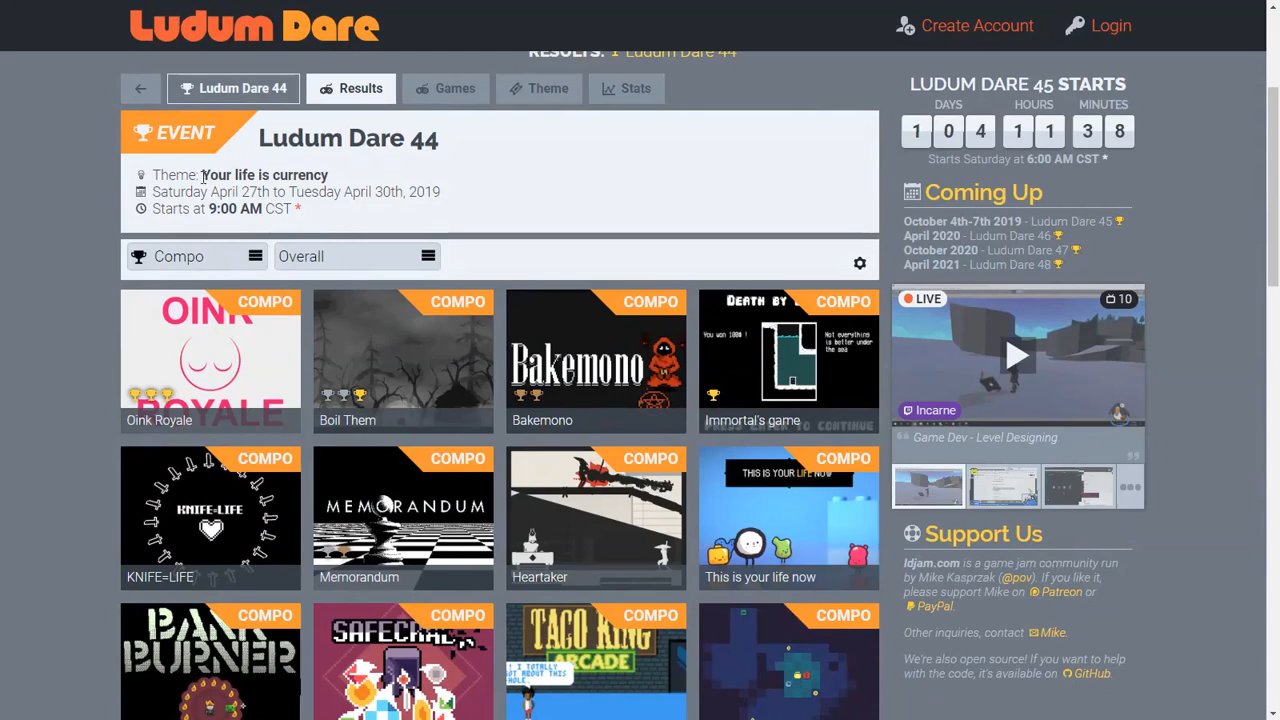 Ludum Dare
Create Account
Login
RESULTS: Ludum Dare 44
Ludum Dare 44
Results
Games
Theme
Stats
EVENT
Ludum Dare 44
Theme: Your life is currency
Saturday April 27th to Tuesday April 30th, 2019
Starts at 9:00 AM CST *
Compo
Overall
COMPO
OINK
ROYALE
Oink Royale
COMPO
Boil Them
COMPO
Bakemono
Bakemono
COMPO
DEATH BY
You won 100$ !
Not everything
is better under
the sea
PRESS ENTER TO CONTINUE
Immortal's game
COMPO
KNIFE=LIFE
KNIFE=LIFE
COMPO
MEMORANDUM
Memorandum
COMPO
Heartaker
COMPO
THIS IS YOUR LIFE NOW
This is your life now
COMPO
BANK
BURNER
COMPO
COMPO
TACO KING
ARCADE
! I TOTALLY
OT ABOUT THIS
HOLE.
COMPO
LUDUM DARE 45 STARTS
DAYS
HOURS
MINUTES
1 0 4 1 1 3 8
Starts Saturday at 6:00 AM CST *
Coming Up
October 4th-7th 2019 - Ludum Dare 45
April 2020 - Ludum Dare 46
October 2020 - Ludum Dare 47
April 2021 - Ludum Dare 48
LIVE
10
Incarne
Game Dev - Level Designing
Support Us
ldjam.com is a game jam community run
by Mike Kasprzak (@pov). If you like it,
please support Mike on Patreon or
PayPal.
Other inquiries, contact Mike.
We're also open source! If you want to help
with the code, it's available on GitHub.